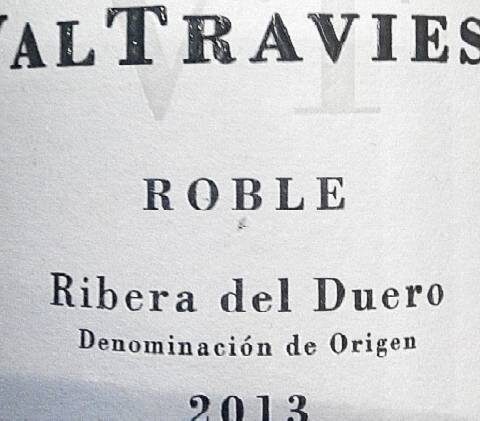 VALTRAVIES
ROBLE
Ribera del Duero
Denominación de Origen
2013